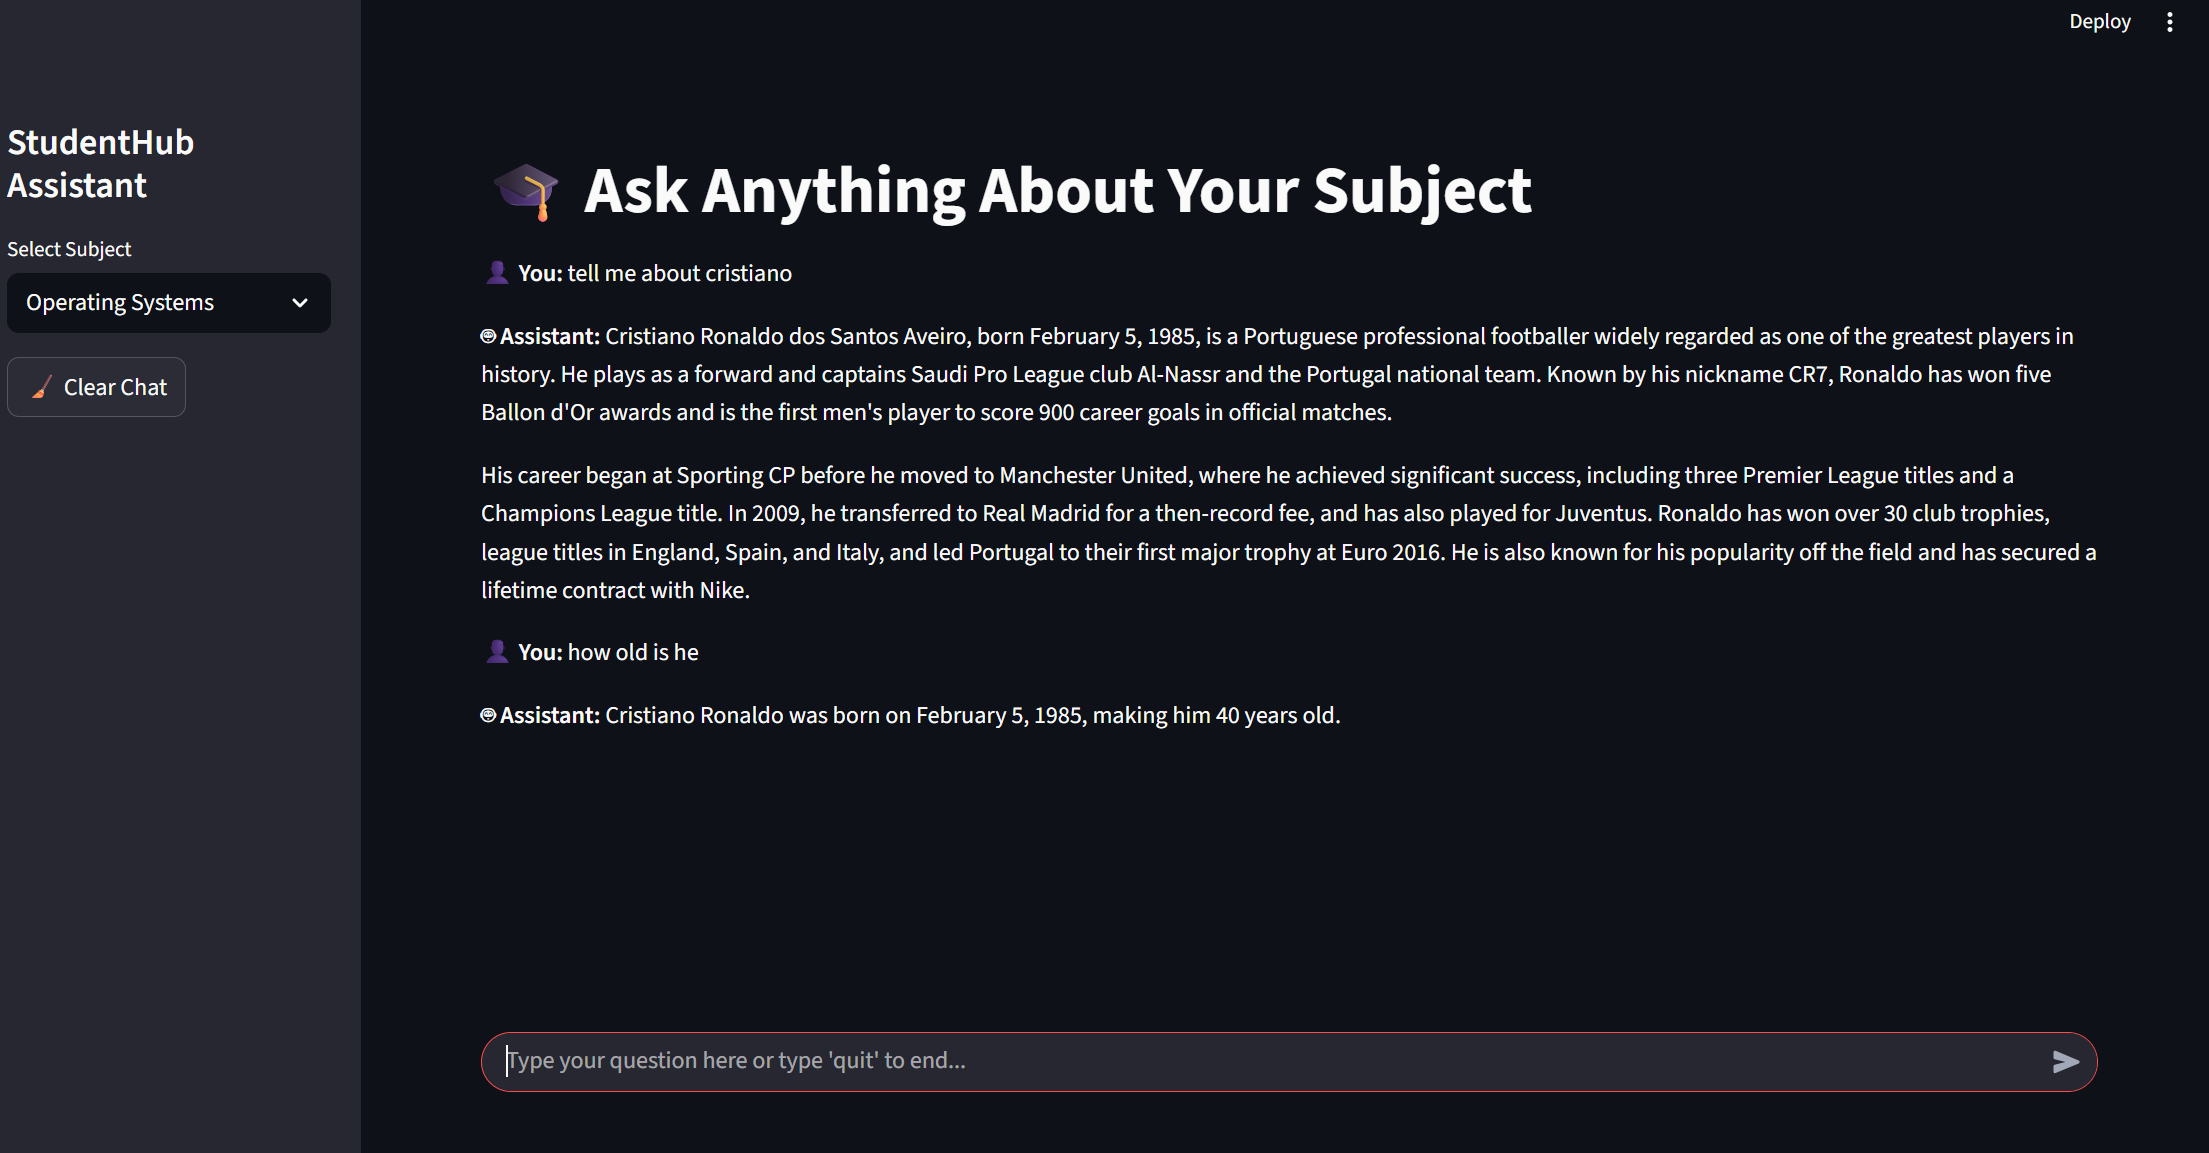 Deploy
StudentHub
Assistant
Select Subject
Operating Systems
Clear Chat
Ask Anything About Your Subject
You: tell me about cristiano
Assistant: Cristiano Ronaldo dos Santos Aveiro, born February 5, 1985, is a Portuguese professional footballer widely regarded as one of the greatest players in
history. He plays as a forward and captains Saudi Pro League club Al-Nassr and the Portugal national team. Known by his nickname CR7, Ronaldo has won five
Ballon d'Or awards and is the first men's player to score 900 career goals in official matches.
His career began at Sporting CP before he moved to Manchester United, where he achieved significant success, including three Premier League titles and a
Champions League title. In 2009, he transferred to Real Madrid for a then-record fee, and has also played for Juventus. Ronaldo has won over 30 club trophies,
league titles in England, Spain, and Italy, and led Portugal to their first major trophy at Euro 2016. He is also known for his popularity off the field and has secured a
lifetime contract with Nike.
You: how old is he
Assistant: Cristiano Ronaldo was born on February 5, 1985, making him 40 years old.
Type your question here or type 'quit' to end...